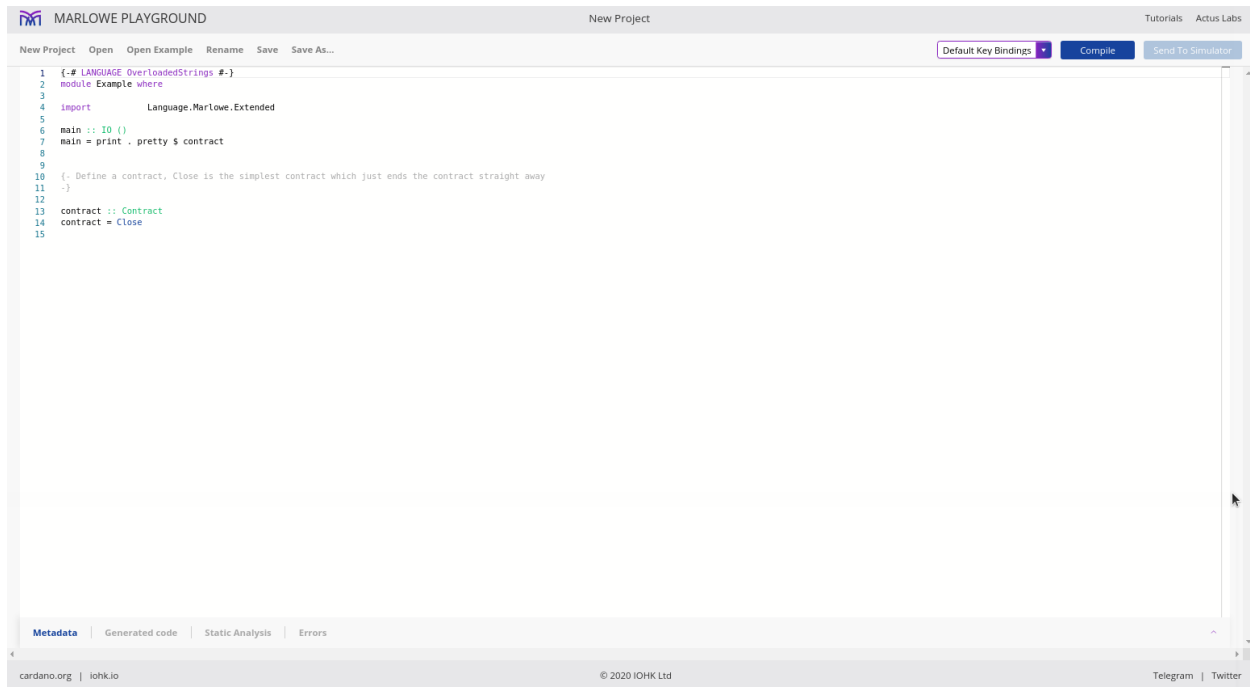 MARLOWE PLAYGROUND New Project Tutorials Actus Labs
New Project Open Open Example Rename Save Save As... Default Key Bindings Compile Send To Simulator
1 {-# LANGUAGE OverloadedStrings #-}
2 module Example where
3
4 import Language.Marlowe.Extended
5
6 main :: IO ()
7 main = print . pretty $ contract
8
9
10 {- Define a contract, Close is the simplest contract which just ends the contract straight away
11 -}
12
13 contract :: Contract
14 contract = Close
15
Metadata | Generated code | Static Analysis | Errors
cardano.org | iohk.io © 2020 IOHK Ltd Telegram | Twitter